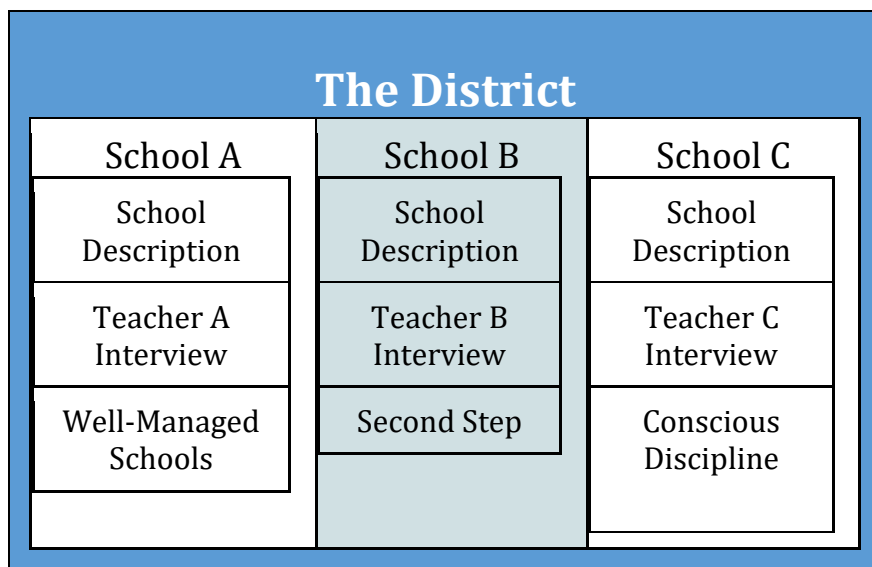 The District
School A
School
Description
Teacher A
Interview
Well-Managed
Schools
School B
School
Description
Teacher B
Interview
Second Step
School C
School
Description
Teacher C
Interview
Conscious
Discipline